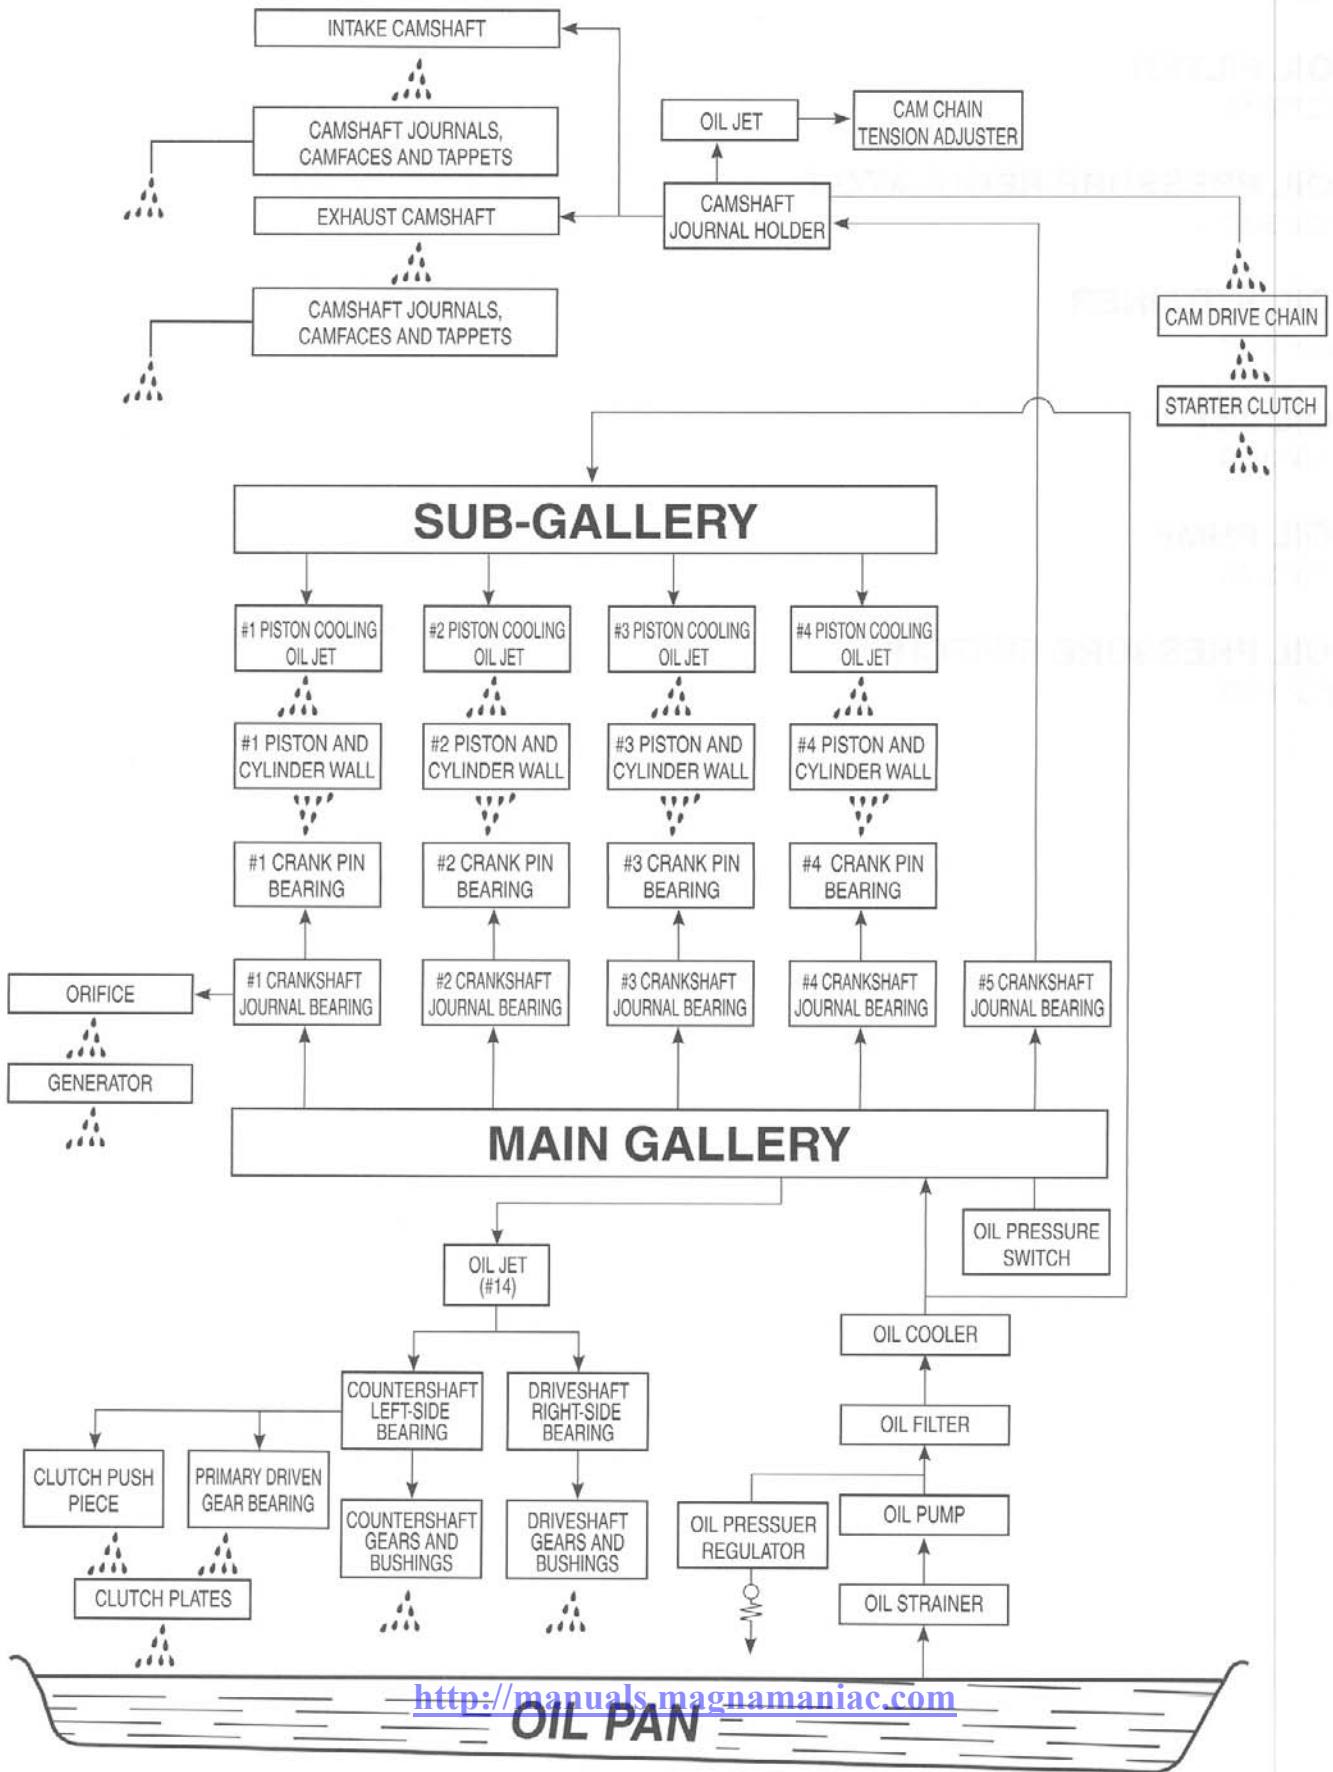 INTAKE CAMSHAFT
CAMSHAFT JOURNALS,
CAMFACES AND TAPPETS
EXHAUST CAMSHAFT
CAMSHAFT JOURNALS,
CAMFACES AND TAPPETS
OIL JET
CAM CHAIN
TENSION ADJUSTER
CAMSHAFT
JOURNAL HOLDER
CAM DRIVE CHAIN
STARTER CLUTCH
SUB-GALLERY
#1 PISTON COOLING
OIL JET
#2 PISTON COOLING
OIL JET
#3 PISTON COOLING
OIL JET
#4 PISTON COOLING
OIL JET
#1 PISTON AND
CYLINDER WALL
#2 PISTON AND
CYLINDER WALL
#3 PISTON AND
CYLINDER WALL
#4 PISTON AND
CYLINDER WALL
#1 CRANK PIN
BEARING
#2 CRANK PIN
BEARING
#3 CRANK PIN
BEARING
#4 CRANK PIN
BEARING
ORIFICE
GENERATOR
#1 CRANKSHAFT
JOURNAL BEARING
#2 CRANKSHAFT
JOURNAL BEARING
#3 CRANKSHAFT
JOURNAL BEARING
#4 CRANKSHAFT
JOURNAL BEARING
#5 CRANKSHAFT
JOURNAL BEARING
MAIN GALLERY
OIL PRESSURE
SWITCH
OIL JET
(#14)
OIL COOLER
COUNTERSHAFT
LEFT-SIDE
BEARING
DRIVESHAFT
RIGHT-SIDE
BEARING
OIL FILTER
CLUTCH PUSH
PIECE
PRIMARY DRIVEN
GEAR BEARING
COUNTERSHAFT
GEARS AND
BUSHINGS
DRIVESHAFT
GEARS AND
BUSHINGS
OIL PRESSUER
REGULATOR
OIL PUMP
CLUTCH PLATES
OIL STRAINER
http://manuals.magnamaniac.com
OIL PAN